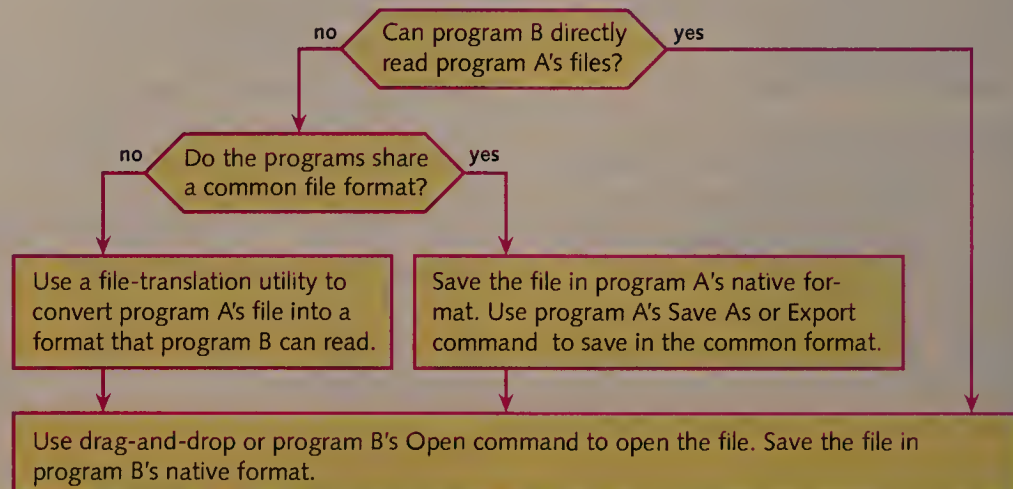 no
Can program B directly
read program A's files?
yes
no
Do the programs share
a common file format?
yes
Use a file-translation utility to
convert program A's file into a
format that program B can read.
Save the file in program A's native for-
mat. Use program A's Save As or Export
command to save in the common format.
Use drag-and-drop or program B's Open command to open the file. Save the file in
program B's native format.